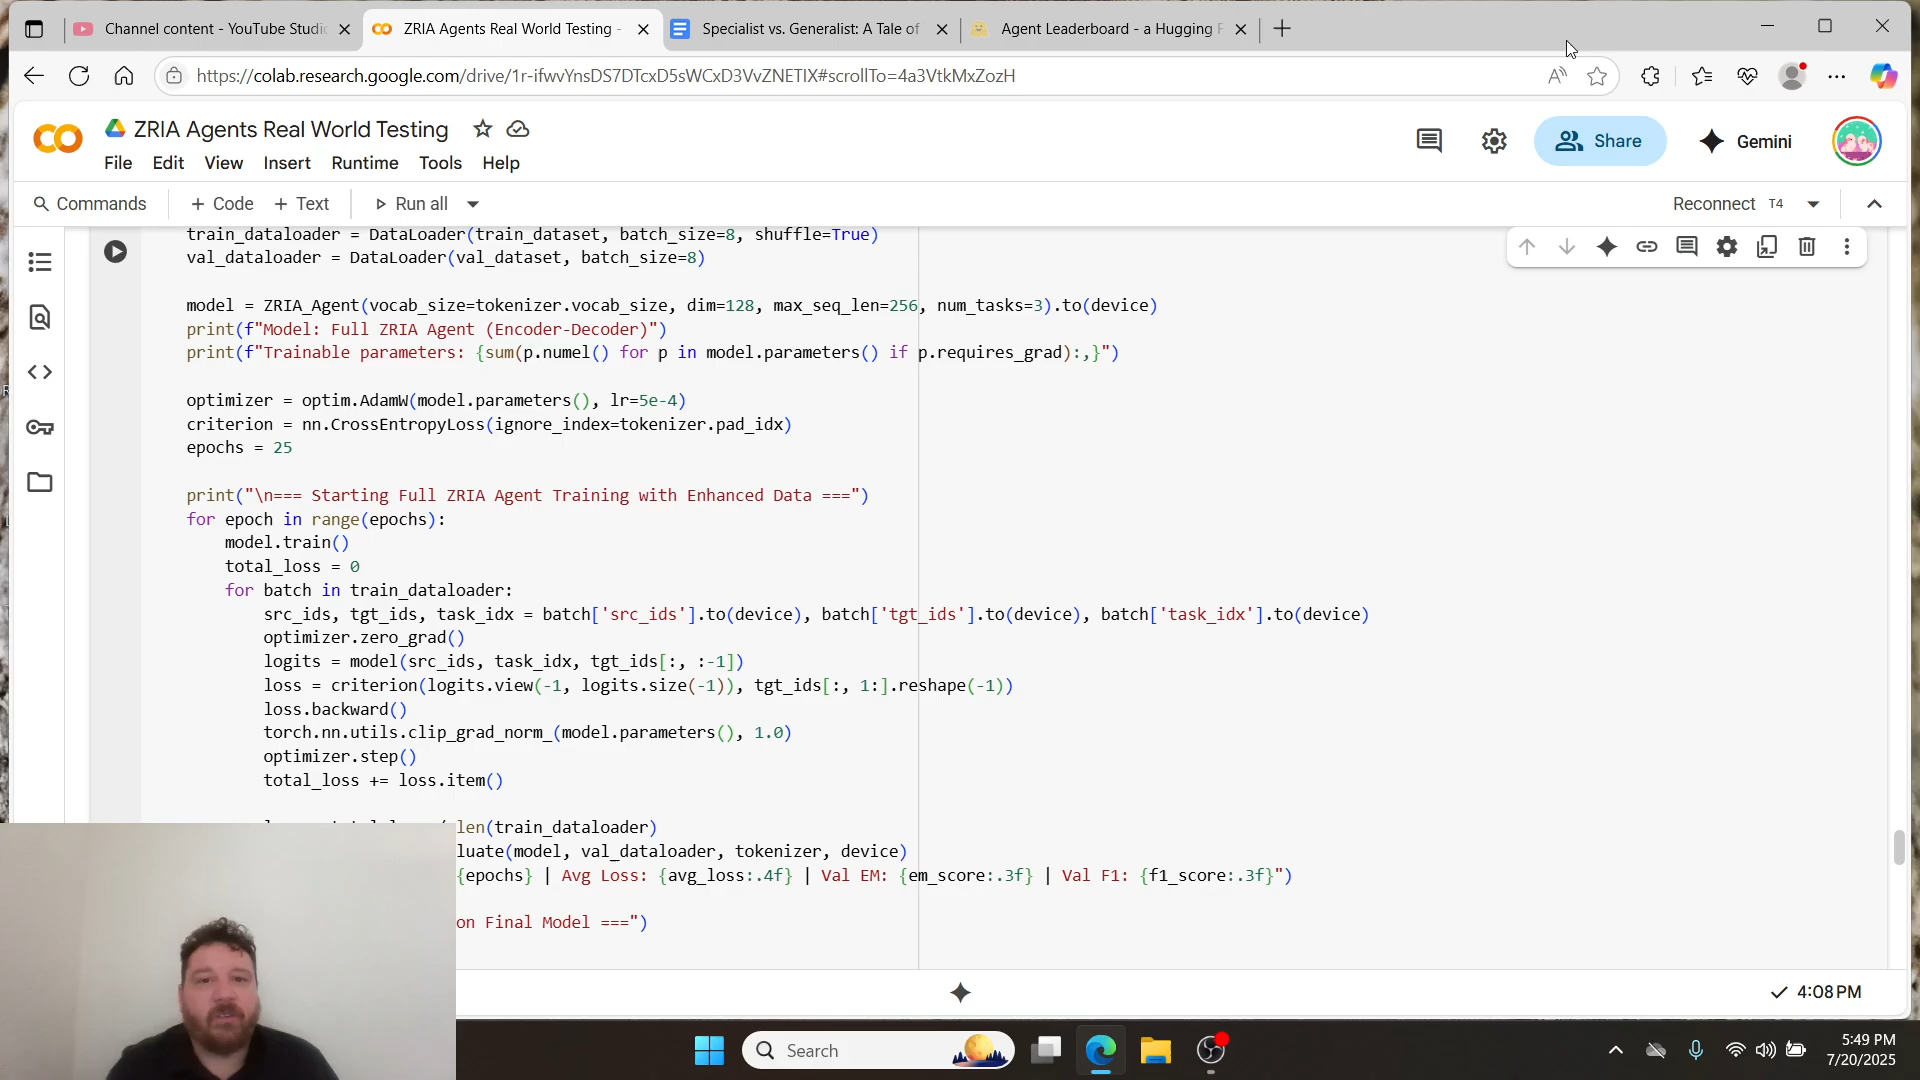 Channel content - YouTube Studio
ZRIA Agents Real World Testing -
Specialist vs. Generalist: A Tale of
Agent Leaderboard - a Hugging F
https://colab.research.google.com/drive/1r-ifwvYnsDS7DTcxD5sWCxD3VvZNETIX#scrollTo=4a3VtkMxZozH
ZRIA Agents Real World Testing
Share
Gemini
File Edit View Insert Runtime Tools Help
Commands + Code + Text Run all
Reconnect T4
train_dataloader = DataLoader(train_dataset, batch_size=8, shuffle=True)
val_dataloader = DataLoader(val_dataset, batch_size=8)
model = ZRIA_Agent(vocab_size=tokenizer.vocab_size, dim=128, max_seq_len=256, num_tasks=3).to(device)
print(f"Model: Full ZRIA Agent (Encoder-Decoder)")
print(f"Trainable parameters: {sum(p.numel() for p in model.parameters() if p.requires_grad):,}")
optimizer = optim.AdamW(model.parameters(), lr=5e-4)
criterion = nn.CrossEntropyLoss(ignore_index=tokenizer.pad_idx)
epochs = 25
print("\n=== Starting Full ZRIA Agent Training with Enhanced Data ===")
for epoch in range(epochs):
model.train()
total_loss = 0
for batch in train_dataloader:
src_ids, tgt_ids, task_idx = batch['src_ids'].to(device), batch['tgt_ids'].to(device), batch['task_idx'].to(device)
optimizer.zero_grad()
logits = model(src_ids, task_idx, tgt_ids[:, :-1])
loss = criterion(logits.view(-1, logits.size(-1)), tgt_ids[:, 1:].reshape(-1))
loss.backward()
torch.nn.utils.clip_grad_norm_(model.parameters(), 1.0)
optimizer.step()
total_loss += loss.item()
len(train_dataloader)
luate(model, val_dataloader, tokenizer, device)
{epochs} | Avg Loss: {avg_loss:.4f} | Val EM: {em_score:.3f} | Val F1: {f1_score:.3f}")
on Final Model ===")
4:08 PM
Search
5:49 PM
7/20/2025